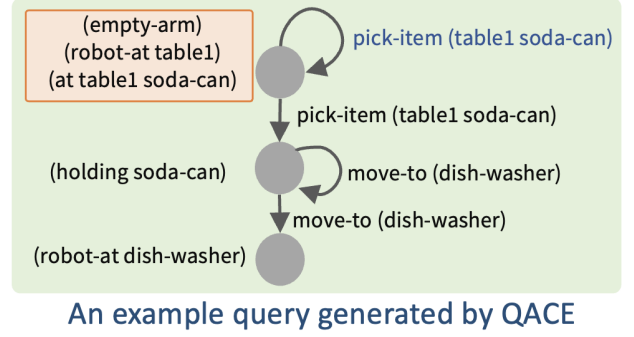 (empty-arm)
(robot-at table1)
(at table1 soda-can)
pick-item (table1 soda-can)
pick-item (table1 soda-can)
(holding soda-can)
move-to (dish-washer)
move-to (dish-washer)
(robot-at dish-washer)
An example query generated by QACE